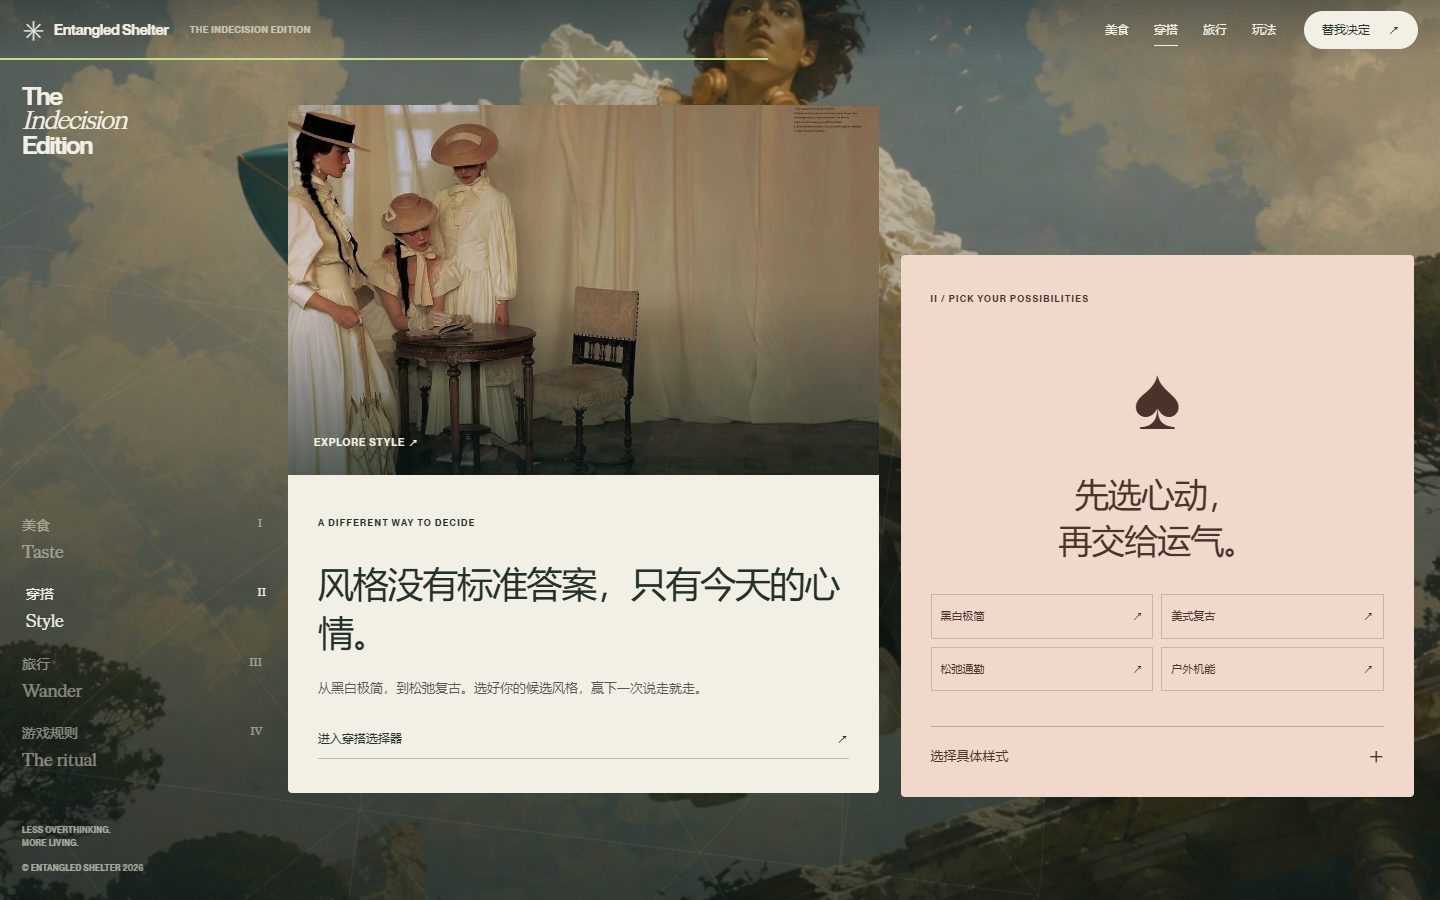 Entangled Shelter
THE INDECISION EDITION
美食
穿搭
旅行
玩法
替我决定 ↗
The
Indecision
Edition
美食 I
Taste
穿搭 II
Style
旅行 III
Wander
游戏规则 IV
The ritual
LESS OVERTHINKING.
MORE LIVING.
© ENTANGLED SHELTER 2026
EXPLORE STYLE ↗
A DIFFERENT WAY TO DECIDE
风格没有标准答案，只有今天的心
情。
从黑白极简，到松弛复古。选好你的候选风格，赢下一次说走就走。
进入穿搭选择器 ↗
II / PICK YOUR POSSIBILITIES
先选心动，
再交给运气。
黑白极简 ↗
美式复古 ↗
松弛通勤 ↗
户外机能 ↗
选择具体样式 +